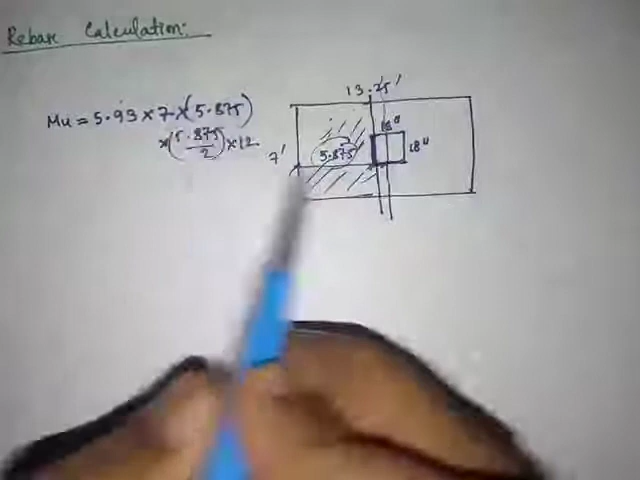 Rebar Calculation:
Mu = 5.93 × 7 × (5.875)
× (5.875/2) × 12
13.25'
18"
18"
7'
5.875